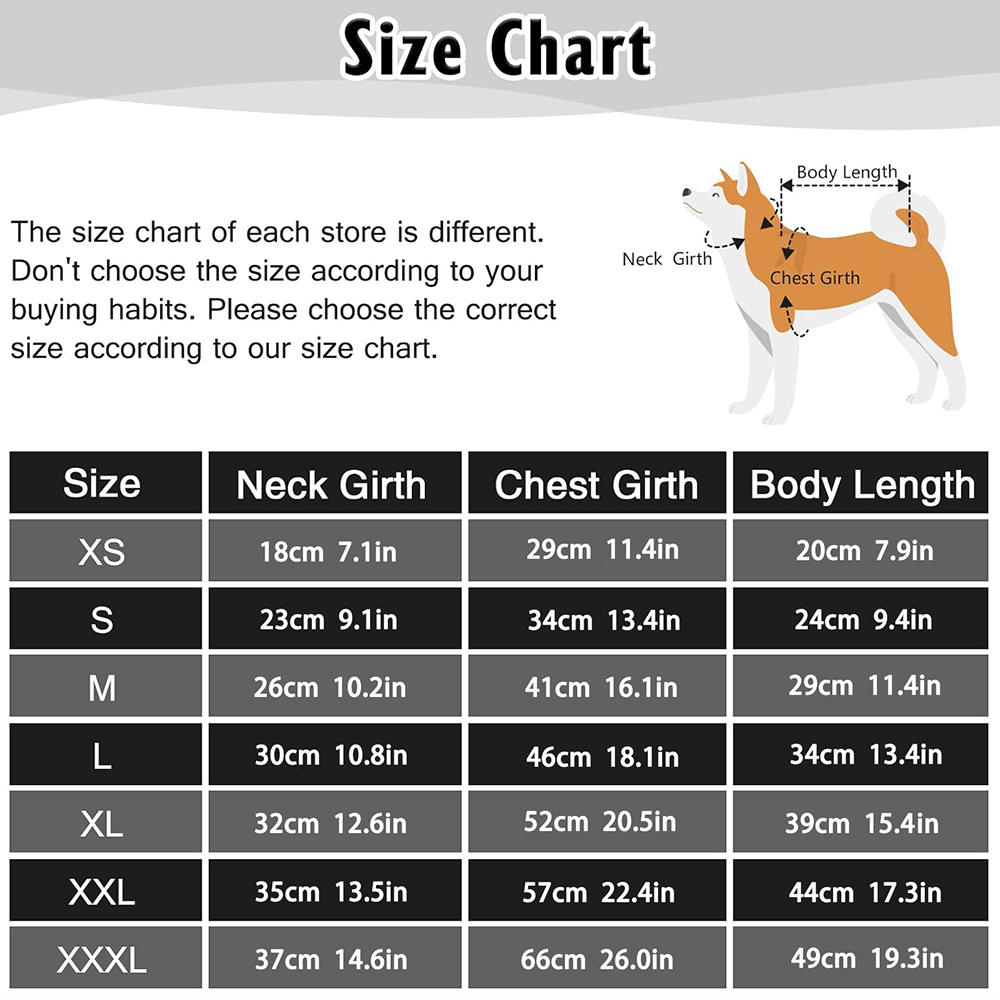 Size Chart
The size chart of each store is different.
Don't choose the size according to your
buying habits. Please choose the correct
size according to our size chart.
Body Length
Neck Girth
Chest Girth
Size Neck Girth Chest Girth Body Length
XS 18cm 7.1in 29cm 11.4in 20cm 7.9in
S 23cm 9.1in 34cm 13.4in 24cm 9.4in
M 26cm 10.2in 41cm 16.1in 29cm 11.4in
L 30cm 10.8in 46cm 18.1in 34cm 13.4in
XL 32cm 12.6in 52cm 20.5in 39cm 15.4in
XXL 35cm 13.5in 57cm 22.4in 44cm 17.3in
XXXL 37cm 14.6in 66cm 26.0in 49cm 19.3in